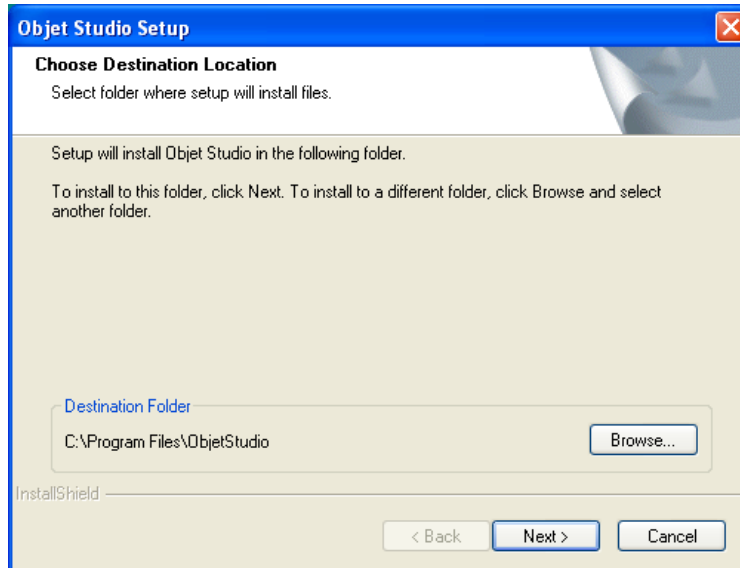 Objet Studio Setup
Choose Destination Location
Select folder where setup will install files.
Setup will install Objet Studio in the following folder.
To install to this folder, click Next. To install to a different folder, click Browse and select
another folder.
Destination Folder
C:\Program Files\ObjetStudio
Browse...
InstallShield
< Back
Next >
Cancel